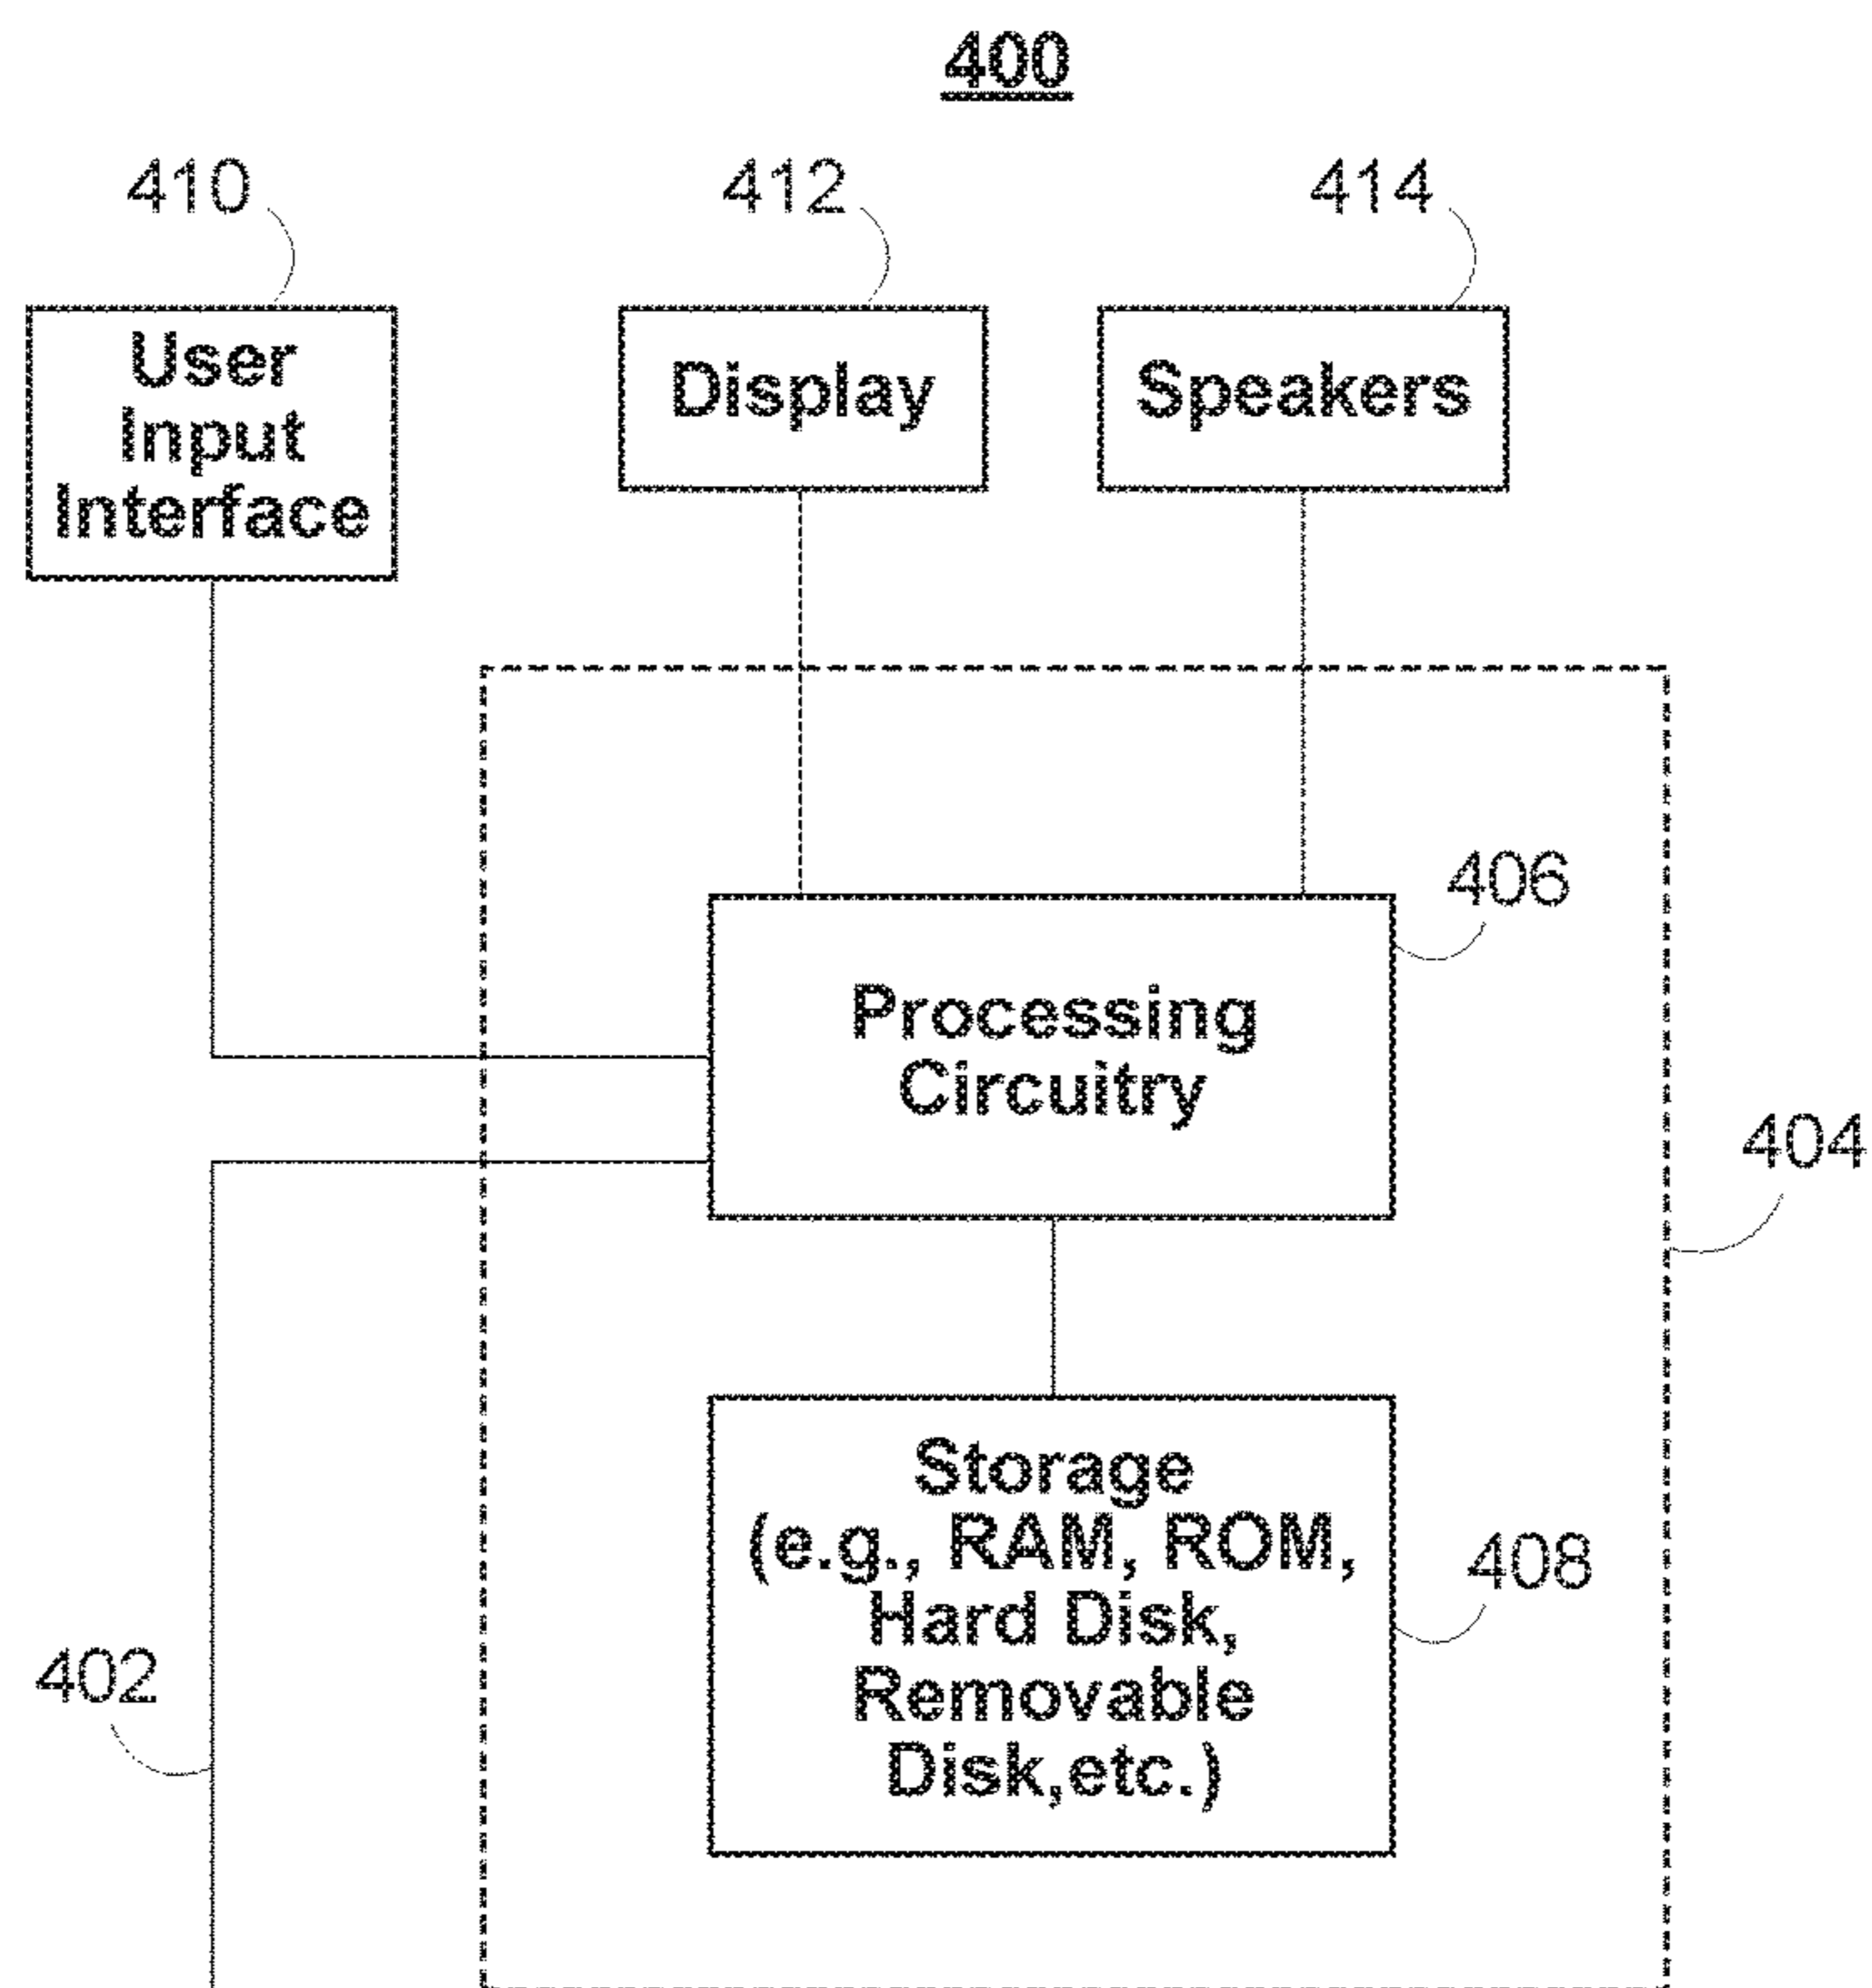 400
410
412
414
User
Input
Interface
Display
Speakers
406
Processing
Circuitry
404
Storage
(e.g., RAM, ROM,
Hard Disk,
Removable
Disk,etc.)
408
402